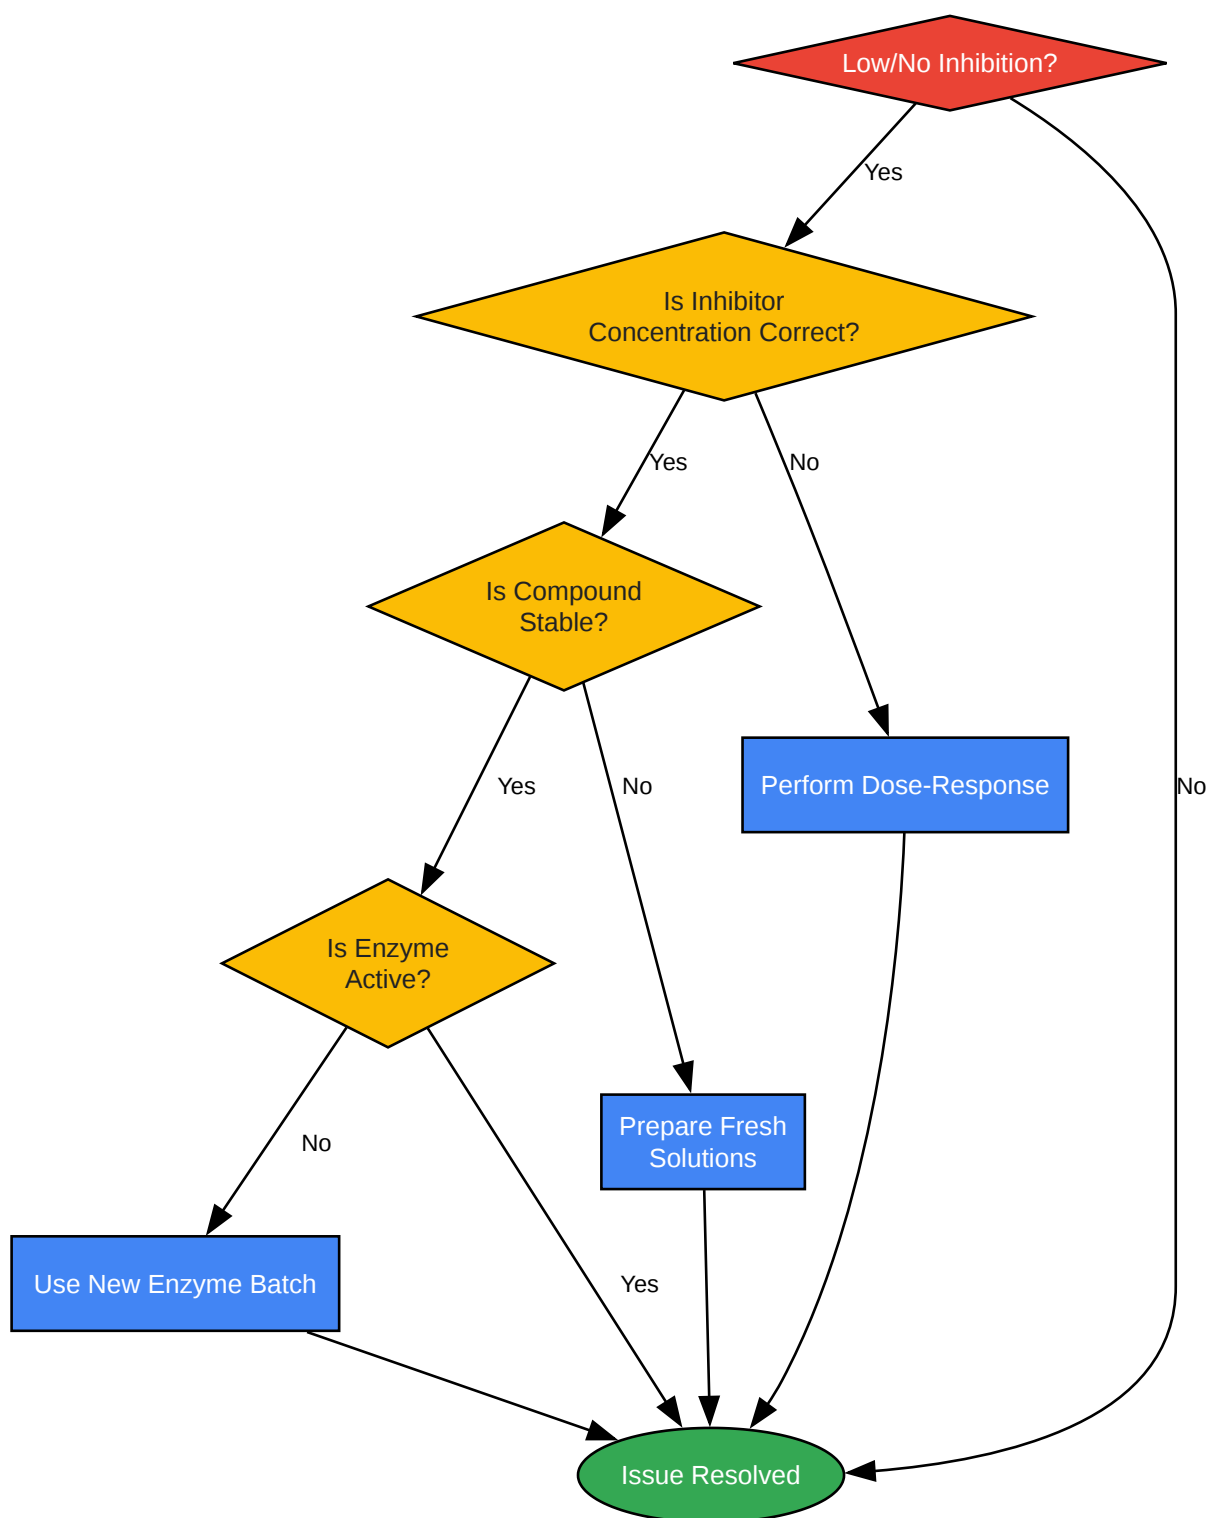 Low/No Inhibition?
Yes
Is Inhibitor
Concentration Correct?
Yes
No
Is Compound
Stable?
Yes
No
Perform Dose-Response
No
Is Enzyme
Active?
No
Prepare Fresh
Solutions
Use New Enzyme Batch
Yes
Issue Resolved